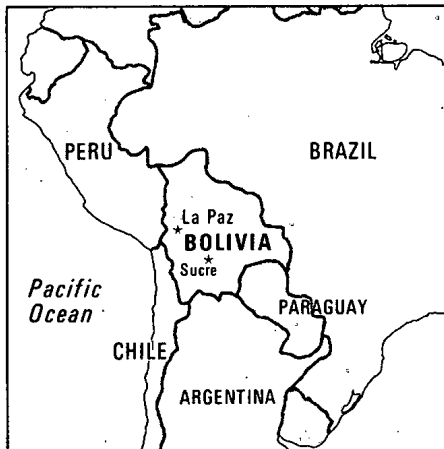 PERU
BRAZIL
La Paz
BOLIVIA
Sucre
Pacific
Ocean
PARAGUAY
CHILE
ARGENTINA